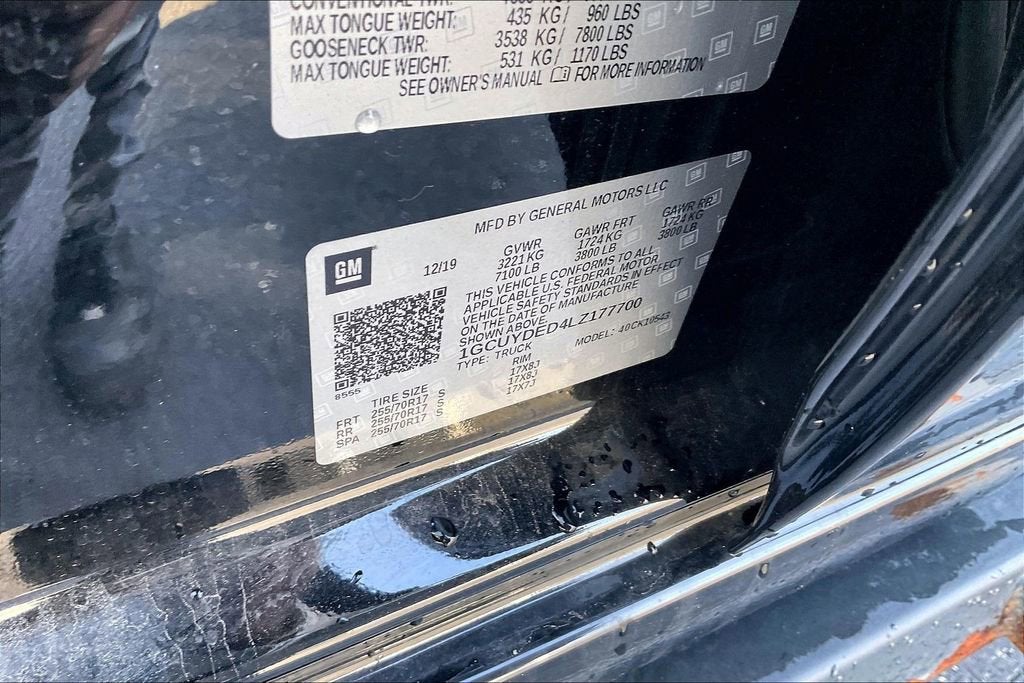 CONVENTIONAL TWR:
MAX TONGUE WEIGHT: 435 KG/ 960 LBS
GOOSENECK TWR: 3538 KG/ 7800 LBS
MAX TONGUE WEIGHT: 531 KG/ 1170 LBS
SEE OWNER'S MANUAL FOR MORE INFORMATION
MFD BY GENERAL MOTORS LLC
GM
12/19
GVWR GAWR FRT GAWR RR
3221 KG 1724 KG 1724 KG
7100 LB 3800 LB 3800 LB
THIS VEHICLE CONFORMS TO ALL
APPLICABLE U.S. FEDERAL MOTOR
VEHICLE SAFETY STANDARDS IN EFFECT
ON THE DATE OF MANUFACTURE
SHOWN ABOVE.
1GCUYDED4LZ177700
TYPE: TRUCK MODEL: 40CK10543
8555
TIRE SIZE RIM
FRT 255/70R17 S 17X8J
RR 255/70R17 S 17X8J
SPA 255/70R17 S 17X7J